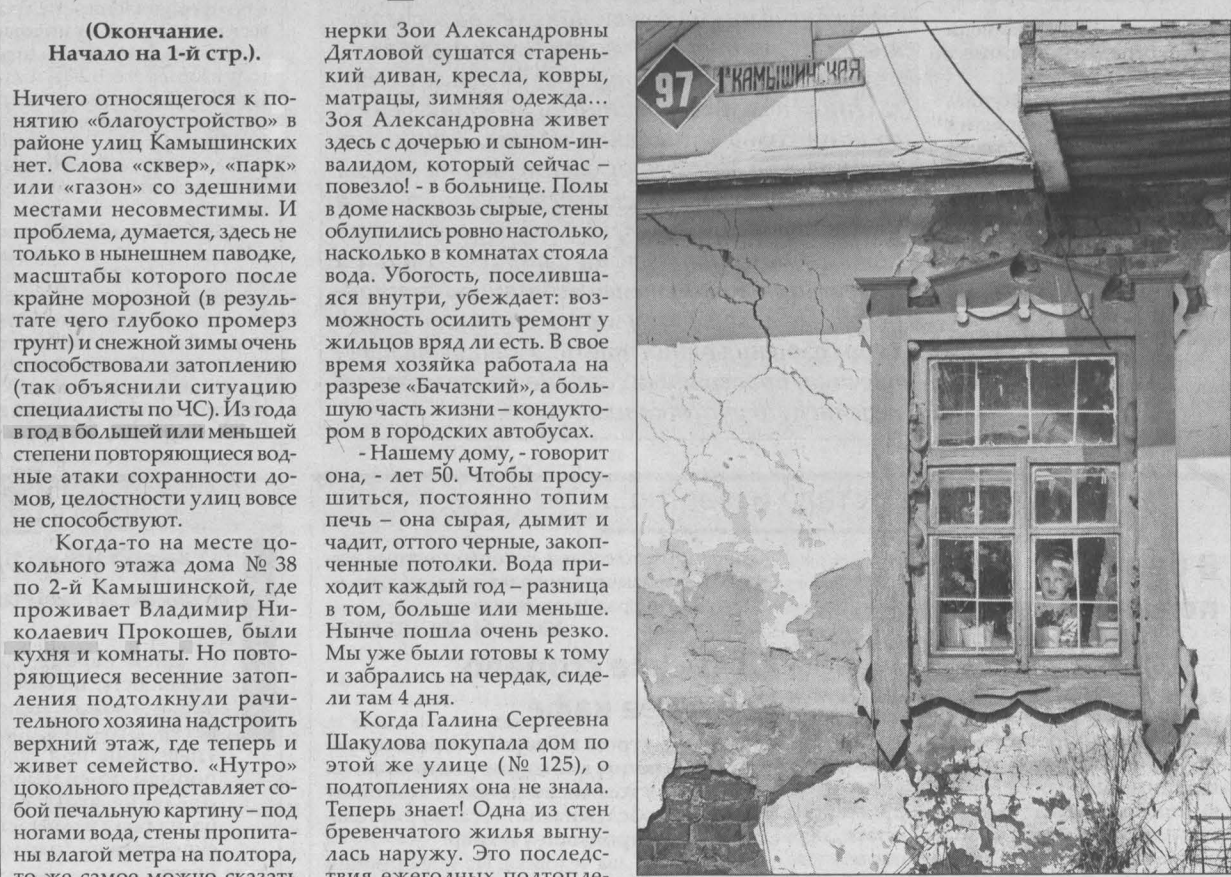 (Окончание.
Начало на 1-й стр.).
Ничего относящегося к по-
нятию «благоустройство» в
районе улиц Камышинских
нет. Слова «сквер», «парк»
или «газон» со здешними
местами несовместимы. И
проблема, думается, здесь не
только в нынешнем паводке,
масштабы которого после
крайне морозной (в резуль-
тате чего глубоко промерз
грунт) и снежной зимы очень
способствовали затоплению
(так объяснили ситуацию
специалисты по ЧС). Из года
в год в большей или меньшей
степени повторяющиеся вод-
ные атаки сохранности до-
мов, целостности улиц вовсе
не способствуют.
Когда-то на месте цо-
кольного этажа дома № 38
по 2-й Камышинской, где
проживает Владимир Ни-
колаевич Прокошев, были
кухня и комнаты. Но повто-
ряющиеся весенние затоп-
ления подтолкнули рачи-
тельного хозяина надстроить
верхний этаж, где теперь и
живет семейство. «Нутро»
цокольного представляет со-
бой печальную картину – под
ногами вода, стены пропита-
ны влагой метра на полтора,
то же самое можно сказать
нерки Зои Александровны
Дятловой сушатся старень-
кий диван, кресла, ковры,
матрацы, зимняя одежда...
Зоя Александровна живет
здесь с дочерью и сыном-ин-
валидом, который сейчас –
повезло! - в больнице. Полы
в доме насквозь сырые, стены
облупились ровно настолько,
насколько в комнатах стояла
вода. Убогость, поселивша-
яся внутри, убеждает: воз-
можность осилить ремонт у
жильцов вряд ли есть. В свое
время хозяйка работала на
разрезе «Бачатский», а боль-
шую часть жизни – кондукто-
ром в городских автобусах.
- Нашему дому, - говорит
она, - лет 50. Чтобы просу-
шиться, постоянно топим
печь – она сырая, дымит и
чадит, оттого черные, закоп-
ченные потолки. Вода при-
ходит каждый год – разница
в том, больше или меньше.
Нынче пошла очень резко.
Мы уже были готовы к тому
и забрались на чердак, сиде-
ли там 4 дня.
Когда Галина Сергеевна
Шакулова покупала дом по
этой же улице (№ 125), о
подтоплениях она не знала.
Теперь знает! Одна из стен
бревенчатого жилья выгну-
лась наружу. Это последс-
твия ежегодных подтопле-
97
1я КАМЫШИНСКАЯ